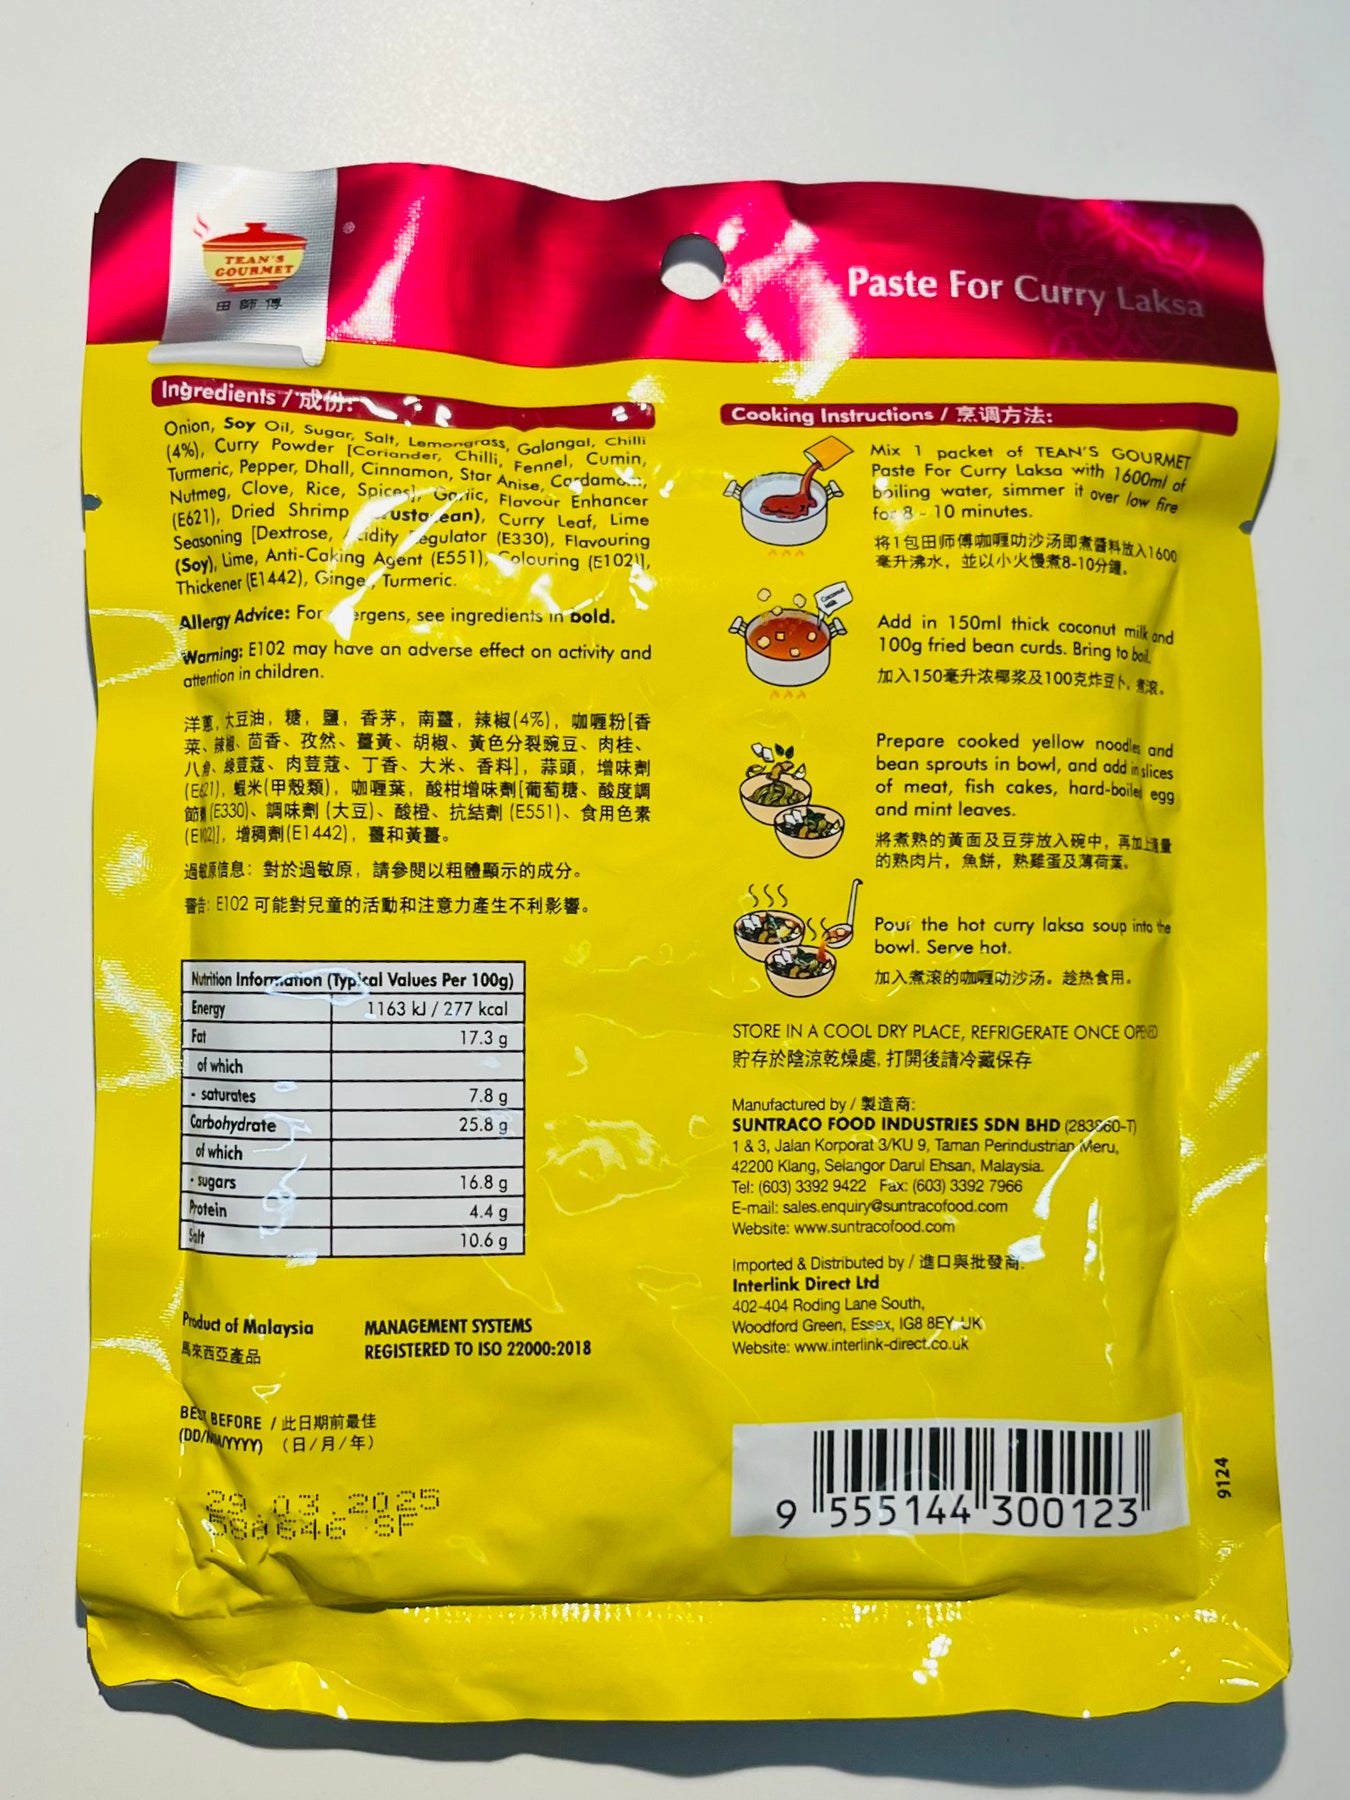 TEAN'S
GOURMET
田師傅
®
Paste For Curry Laksa
Ingredients / 成份:
Onion, Soy Oil, Sugar, Salt, Lemongrass, Galangal, Chilli
(4%), Curry Powder [Coriander, Chilli, Fennel, Cumin,
Turmeric, Pepper, Dhall, Cinnamon, Star Anise, Cardamom,
Nutmeg, Clove, Rice, Spices], Garlic, Flavour Enhancer
(E621), Dried Shrimp (Crustacean), Curry Leaf, Lime
Seasoning [Dextrose, Acidity Regulator (E330), Flavouring
(Soy), Lime, Anti-Caking Agent (E551), Colouring (E102)],
Thickener (E1442), Ginger, Turmeric.
Allergy Advice: For allergens, see ingredients in bold.
Warning: E102 may have an adverse effect on activity and
attention in children.
洋蔥, 大豆油, 糖, 鹽, 香茅, 南薑, 辣椒(4%), 咖喱粉[香
菜、辣椒、茴香、孜然、薑黃、胡椒、黃色分裂豌豆、肉桂、
八角、綠荳蔻、肉荳蔻、丁香、大米、香料], 蒜頭, 增味劑
(E621), 蝦米(甲殼類), 咖喱葉, 酸柑增味劑[葡萄糖、酸度調
節劑(E330)、調味劑 (大豆)、酸橙、抗結劑 (E551)、食用色素
(E102)], 增稠劑(E1442), 薑和黃薑。
過敏原信息: 對於過敏原, 請參閱以粗體顯示的成分。
警告: E102 可能對兒童的活動和注意力產生不利影響。
Nutrition Information (Typical Values Per 100g)
Energy 1163 kJ / 277 kcal
Fat 17.3 g
of which
- saturates 7.8 g
Carbohydrate 25.8 g
of which
- sugars 16.8 g
Protein 4.4 g
Salt 10.6 g
Product of Malaysia
馬來西亞產品
MANAGEMENT SYSTEMS
REGISTERED TO ISO 22000:2018
BEST BEFORE / 此日期前最佳
(DD/MM/YYYY) (日/月/年)
29.03.2025
SF
Cooking Instructions / 烹调方法:
Mix 1 packet of TEAN'S GOURMET
Paste For Curry Laksa with 1600ml of
boiling water, simmer it over low fire
for 8 - 10 minutes.
将1包田师傅咖喱叻沙汤即煮醬料放入1600
毫升沸水, 並以小火慢煮8-10分鐘。
Coconut
Milk
Add in 150ml thick coconut milk and
100g fried bean curds. Bring to boil.
加入150毫升浓椰浆及100克炸豆卜, 煮滚。
Prepare cooked yellow noodles and
bean sprouts in bowl, and add in slices
of meat, fish cakes, hard-boiled egg
and mint leaves.
將煮熟的黃面及豆芽放入碗中, 再加上適量
的熟肉片, 魚餅, 熟雞蛋及薄荷葉。
Pour the hot curry laksa soup into the
bowl. Serve hot.
加入煮滚的咖喱叻沙汤。趁热食用。
STORE IN A COOL DRY PLACE, REFRIGERATE ONCE OPENED
貯存於陰涼乾燥處, 打開後請冷藏保存
Manufactured by / 製造商:
SUNTRACO FOOD INDUSTRIES SDN BHD (283860-T)
1 & 3, Jalan Korporat 3/KU 9, Taman Perindustrian Meru,
42200 Klang, Selangor Darul Ehsan, Malaysia.
Tel: (603) 3392 9422 Fax: (603) 3392 7966
E-mail: sales.enquiry@suntracofood.com
Website: www.suntracofood.com
Imported & Distributed by / 進口與批發商:
Interlink Direct Ltd
402-404 Roding Lane South,
Woodford Green, Essex, IG8 8EY UK
Website: www.interlink-direct.co.uk
9 555144 300123
9124